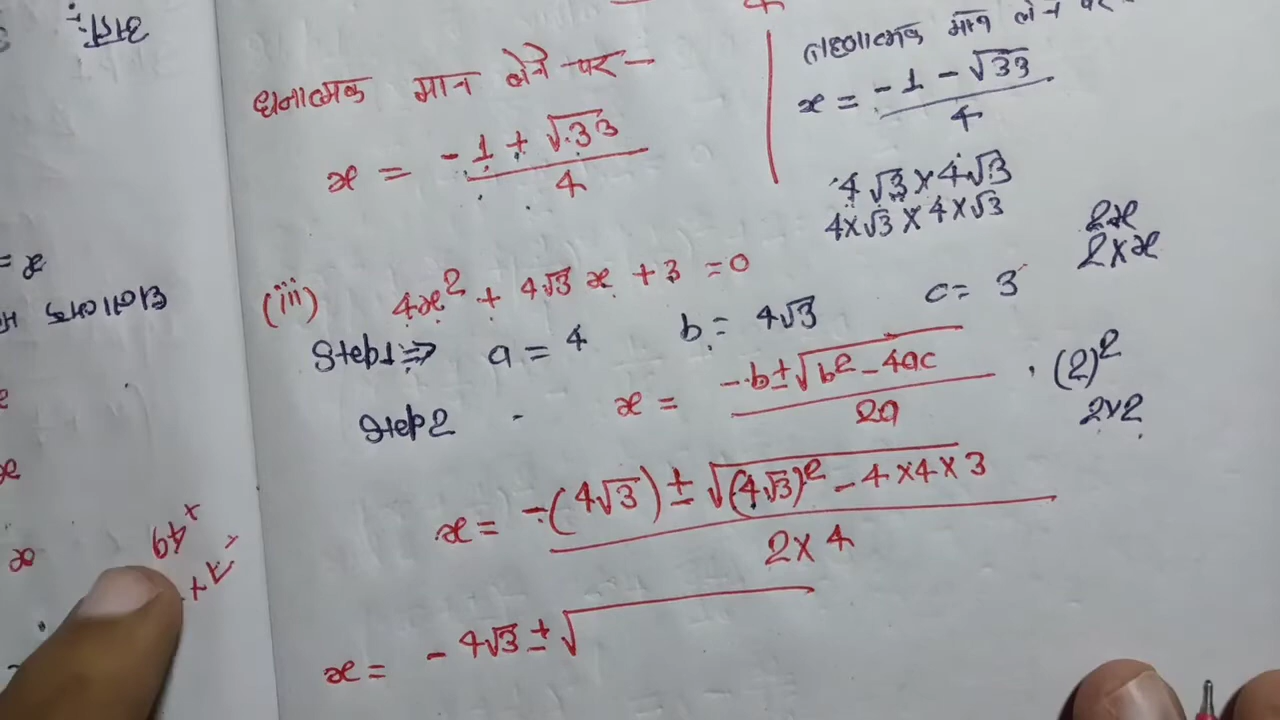 धनात्मक मान लेने पर-
x = -1 + √33 / 4
ऋणात्मक मान लेने पर-
x = -1 - √33 / 4
4√3 × 4√3
4×√3 × 4×√3
2x
2×x
(iii) 4x² + 4√3 x + 3 = 0
Step1⇒ a = 4 b = 4√3 c = 3
Step2 - x = -b ± √b² - 4ac / 2a
(2)²
2×2
x = -(4√3) ± √(4√3)² - 4×4×3 / 2×4
x = -4√3 ± √
अतः
x =
49
x